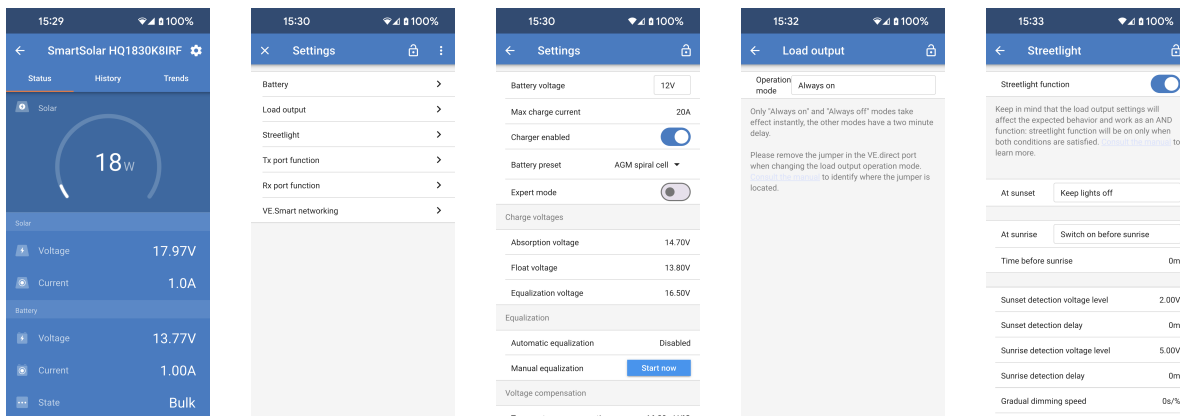 15:29 100%
SmartSolar HQ1830K8IRF
Status History Trends
Solar
18W
Solar
Voltage 17.97V
Current 1.0A
Battery
Voltage 13.77V
Current 1.00A
State Bulk
15:30 100%
Settings
Battery
Load output
Streetlight
Tx port function
Rx port function
VE.Smart networking
15:30 100%
Settings
Battery voltage 12V
Max charge current 20A
Charger enabled
Battery preset AGM spiral cell
Expert mode
Charge voltages
Absorption voltage 14.70V
Float voltage 13.80V
Equalization voltage 16.50V
Equalization
Automatic equalization Disabled
Manual equalization Start now
Voltage compensation
15:32 100%
Load output
Operation
mode Always on
Only "Always on" and "Always off" modes take
effect instantly, the other modes have a two minute
delay.
Please remove the jumper in the VE.direct port
when changing the load output operation mode.
Consult the manual to identify where the jumper is
located.
15:33 100%
Streetlight
Streetlight function
Keep in mind that the load output settings will
affect the expected behavior and work as an AND
function: streetlight function will be on only when
both conditions are satisfied. Consult the manual to
learn more.
At sunset Keep lights off
At sunrise Switch on before sunrise
Time before sunrise 0m
Sunset detection voltage level 2.00V
Sunset detection delay 0m
Sunrise detection voltage level 5.00V
Sunrise detection delay 0m
Gradual dimming speed 0s/%